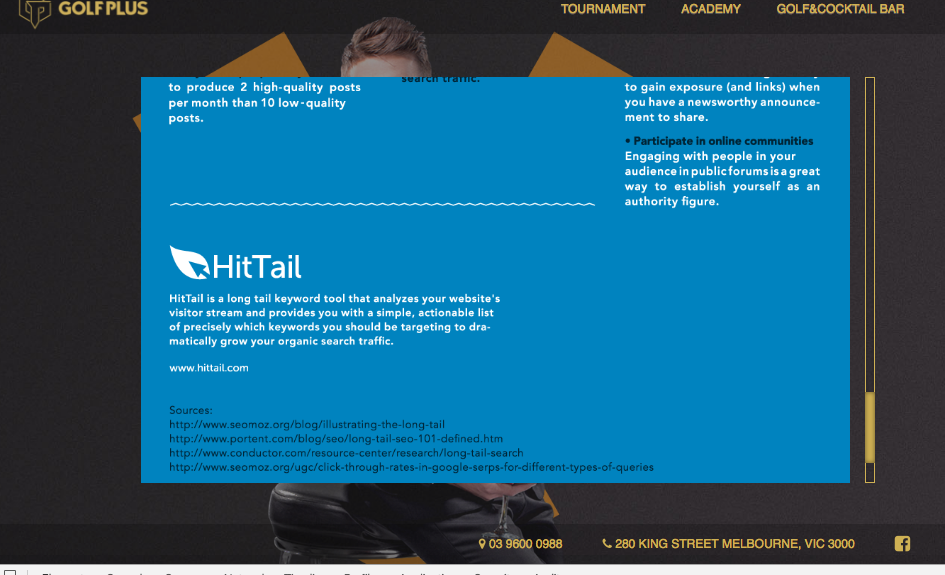 GOLF PLUS
TOURNAMENT
ACADEMY
GOLF&COCKTAIL BAR
to produce 2 high-quality posts
per month than 10 low-quality
posts.
search traffic.
to gain exposure (and links) when
you have a newsworthy announce-
ment to share.
• Participate in online communities
Engaging with people in your
audience in public forums is a great
way to establish yourself as an
authority figure.
HitTail
HitTail is a long tail keyword tool that analyzes your website's
visitor stream and provides you with a simple, actionable list
of precisely which keywords you should be targeting to dra-
matically grow your organic search traffic.
www.hittail.com
Sources:
http://www.seomoz.org/blog/illustrating-the-long-tail
http://www.portent.com/blog/seo/long-tail-seo-101-defined.htm
http://www.conductor.com/resource-center/research/long-tail-search
http://www.seomoz.org/ugc/click-through-rates-in-google-serps-for-different-types-of-queries
03 9600 0988
280 KING STREET MELBOURNE, VIC 3000